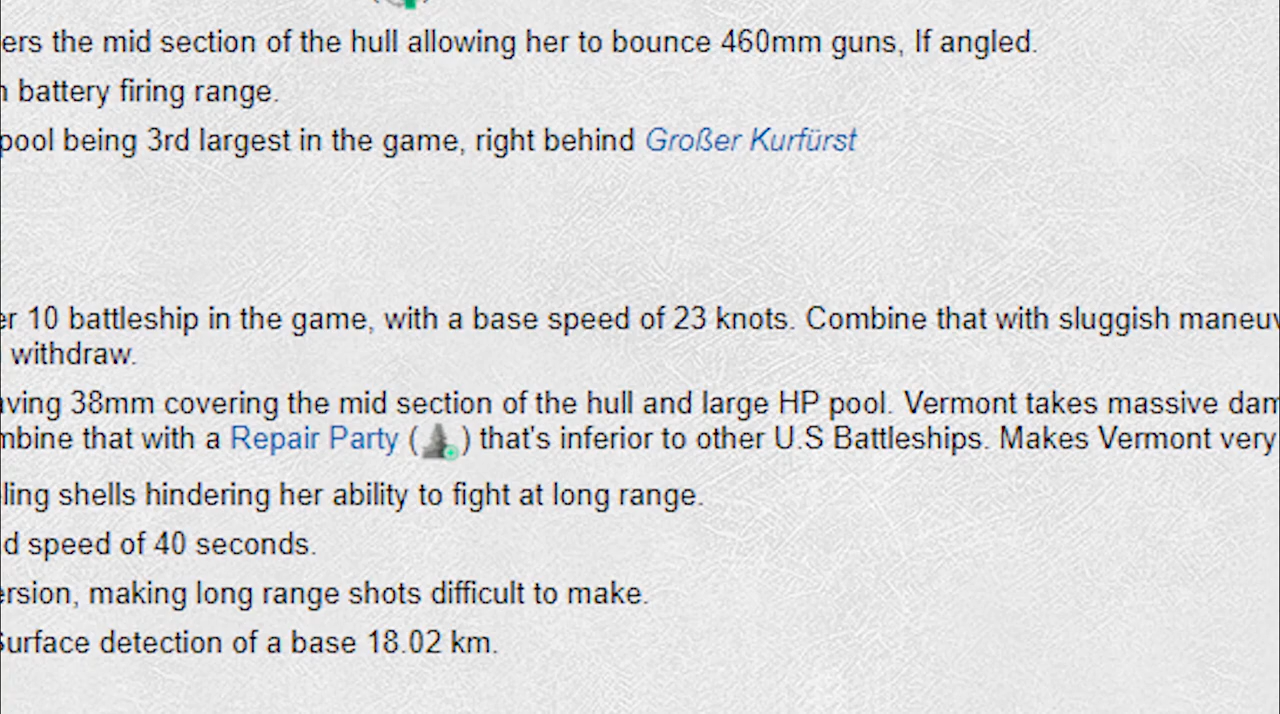 ers the mid section of the hull allowing her to bounce 460mm guns, If angled.
battery firing range.
pool being 3rd largest in the game, right behind Großer Kurfürst
er 10 battleship in the game, with a base speed of 23 knots. Combine that with sluggish maneuv
withdraw.
aving 38mm covering the mid section of the hull and large HP pool. Vermont takes massive dam
mbine that with a Repair Party ( ) that's inferior to other U.S Battleships. Makes Vermont very
ling shells hindering her ability to fight at long range.
d speed of 40 seconds.
ersion, making long range shots difficult to make.
Surface detection of a base 18.02 km.